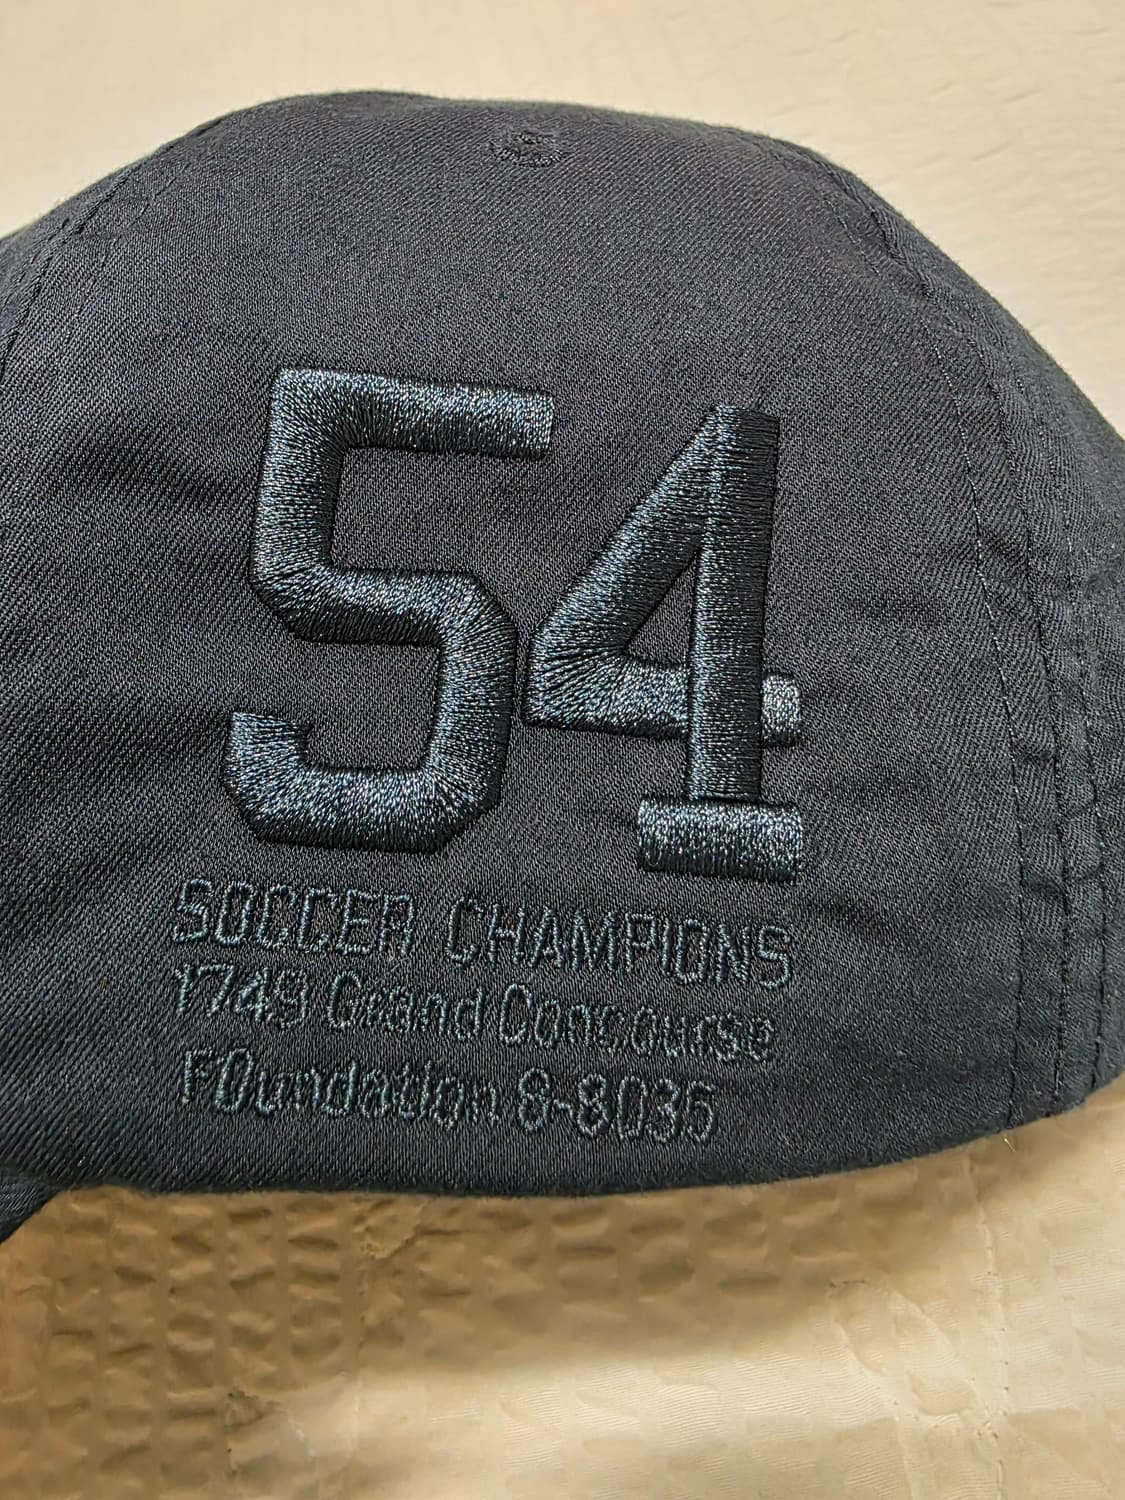 54
SOCCER CHAMPIONS
1749 Grand Concourse
FOundation 8-8035